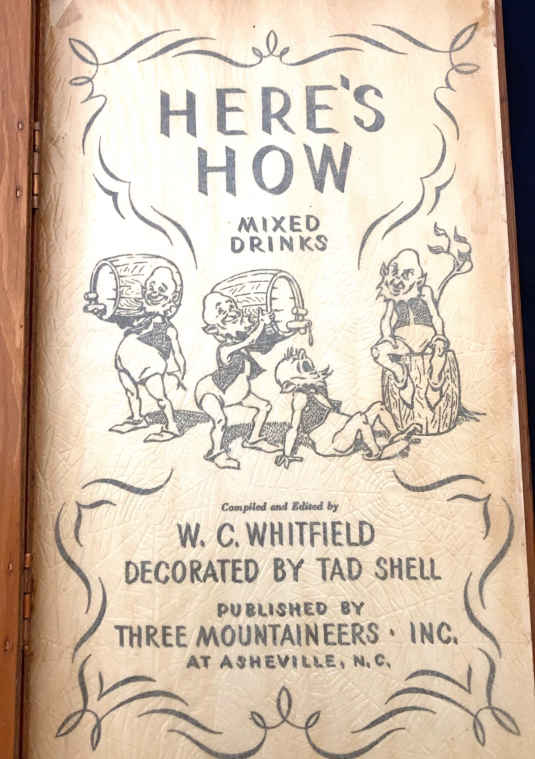 HERE'S
HOW
MIXED
DRINKS
Compiled and Edited by
W. C. WHITFIELD
DECORATED BY TAD SHELL
PUBLISHED BY
THREE MOUNTAINEERS · INC.
AT ASHEVILLE, N.C.